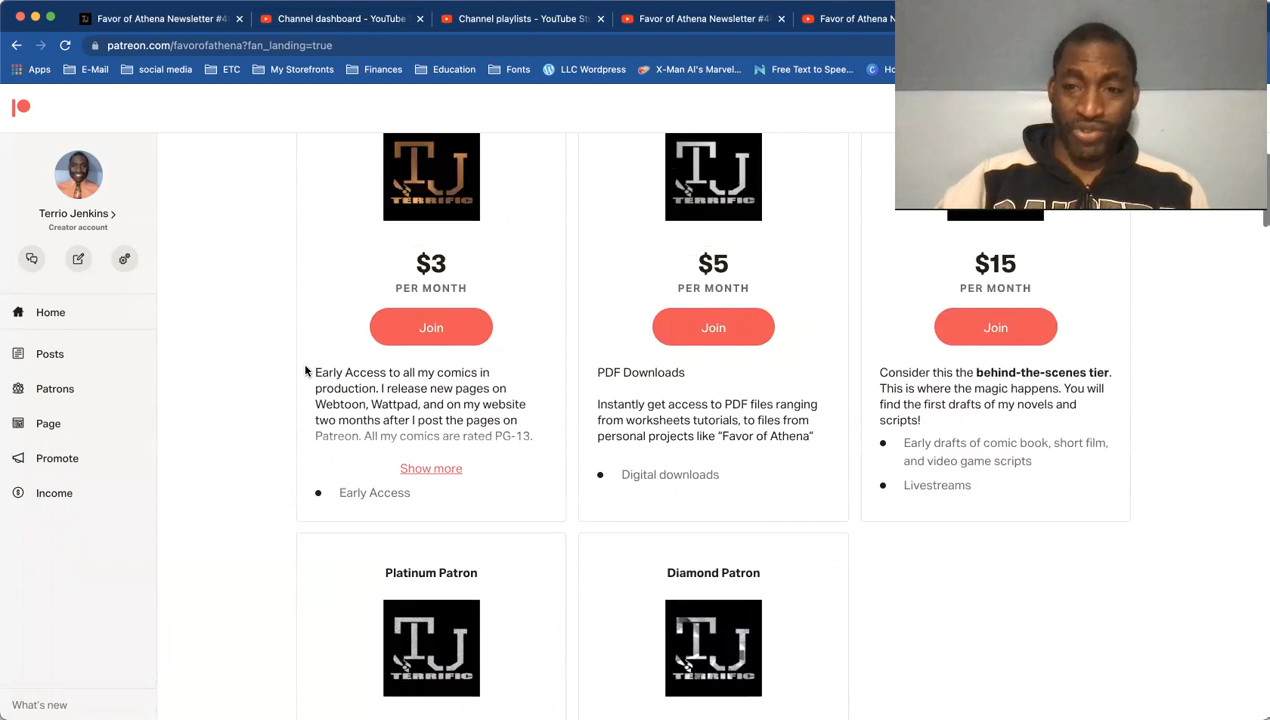 Favor of Athena Newsletter #4
Channel dashboard - YouTube
Channel playlists - YouTube St
Favor of Athena Newsletter #4
Favor of Athena N
patreon.com/favorofathena?fan_landing=true
Apps
E-Mail
social media
ETC
My Storefronts
Finances
Education
Fonts
LLC Wordpress
X-Man AI's Marvel...
Free Text to Spee...
Ho
Terrio Jenkins
Creator account
Home
Posts
Patrons
Page
Promote
Income
What's new
TJ
TERRIFIC
$3
PER MONTH
Join
Early Access to all my comics in
production. I release new pages on
Webtoon, Wattpad, and on my website
two months after I post the pages on
Patreon. All my comics are rated PG-13.
Show more
Early Access
TJ
TERRIFIC
$5
PER MONTH
Join
PDF Downloads
Instantly get access to PDF files ranging
from worksheets tutorials, to files from
personal projects like “Favor of Athena”
Digital downloads
$15
PER MONTH
Join
Consider this the behind-the-scenes tier.
This is where the magic happens. You will
find the first drafts of my novels and
scripts!
Early drafts of comic book, short film,
and video game scripts
Livestreams
Platinum Patron
TJ
TERRIFIC
Diamond Patron
TJ
TERRIFIC